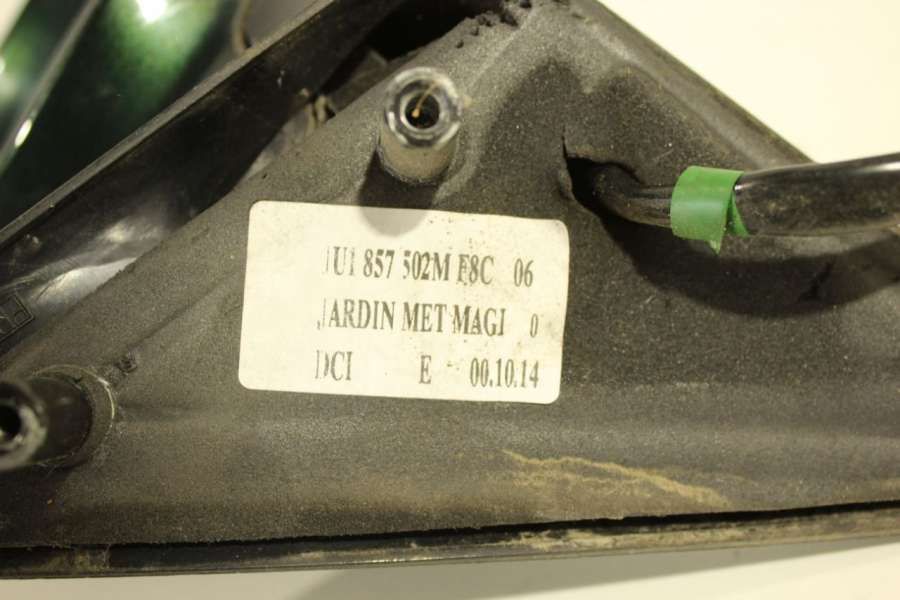 1U1 857 502M F8C 06
JARDIN MET MAGI 0
DCI E 00.10.14